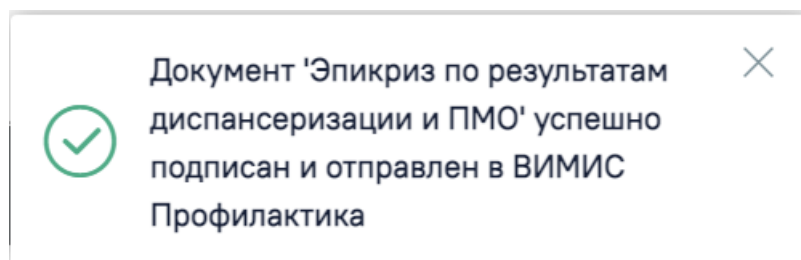 Документ 'Эпикриз по результатам
диспансеризации и ПМО' успешно
подписан и отправлен в ВИМИС
Профилактика